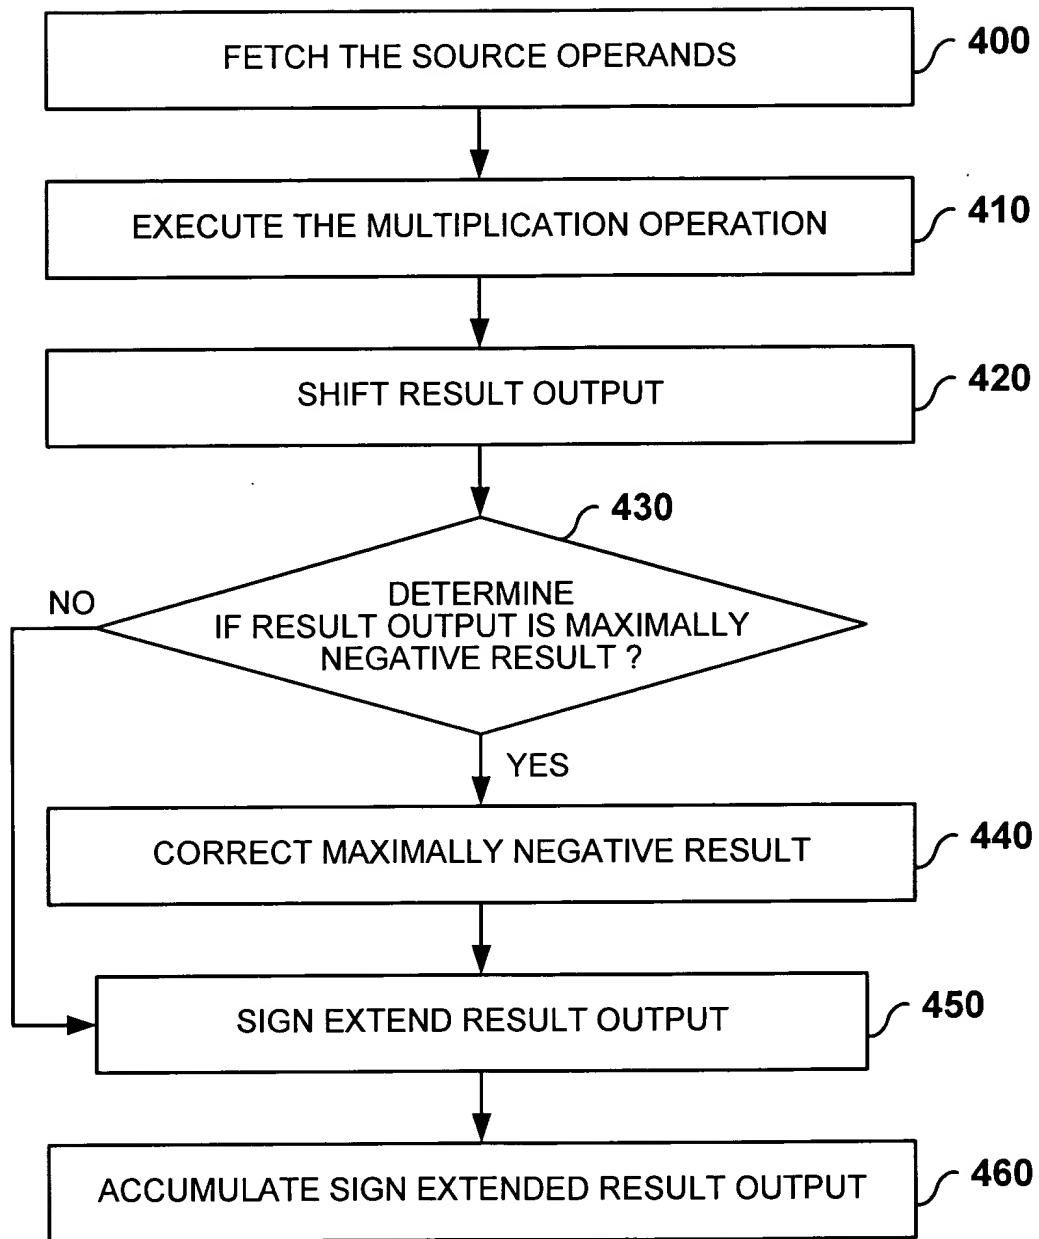 FETCH THE SOURCE OPERANDS
400
EXECUTE THE MULTIPLICATION OPERATION
410
SHIFT RESULT OUTPUT
420
430
DETERMINE
IF RESULT OUTPUT IS MAXIMALLY
NEGATIVE RESULT ?
NO
YES
CORRECT MAXIMALLY NEGATIVE RESULT
440
SIGN EXTEND RESULT OUTPUT
450
ACCUMULATE SIGN EXTENDED RESULT OUTPUT
460